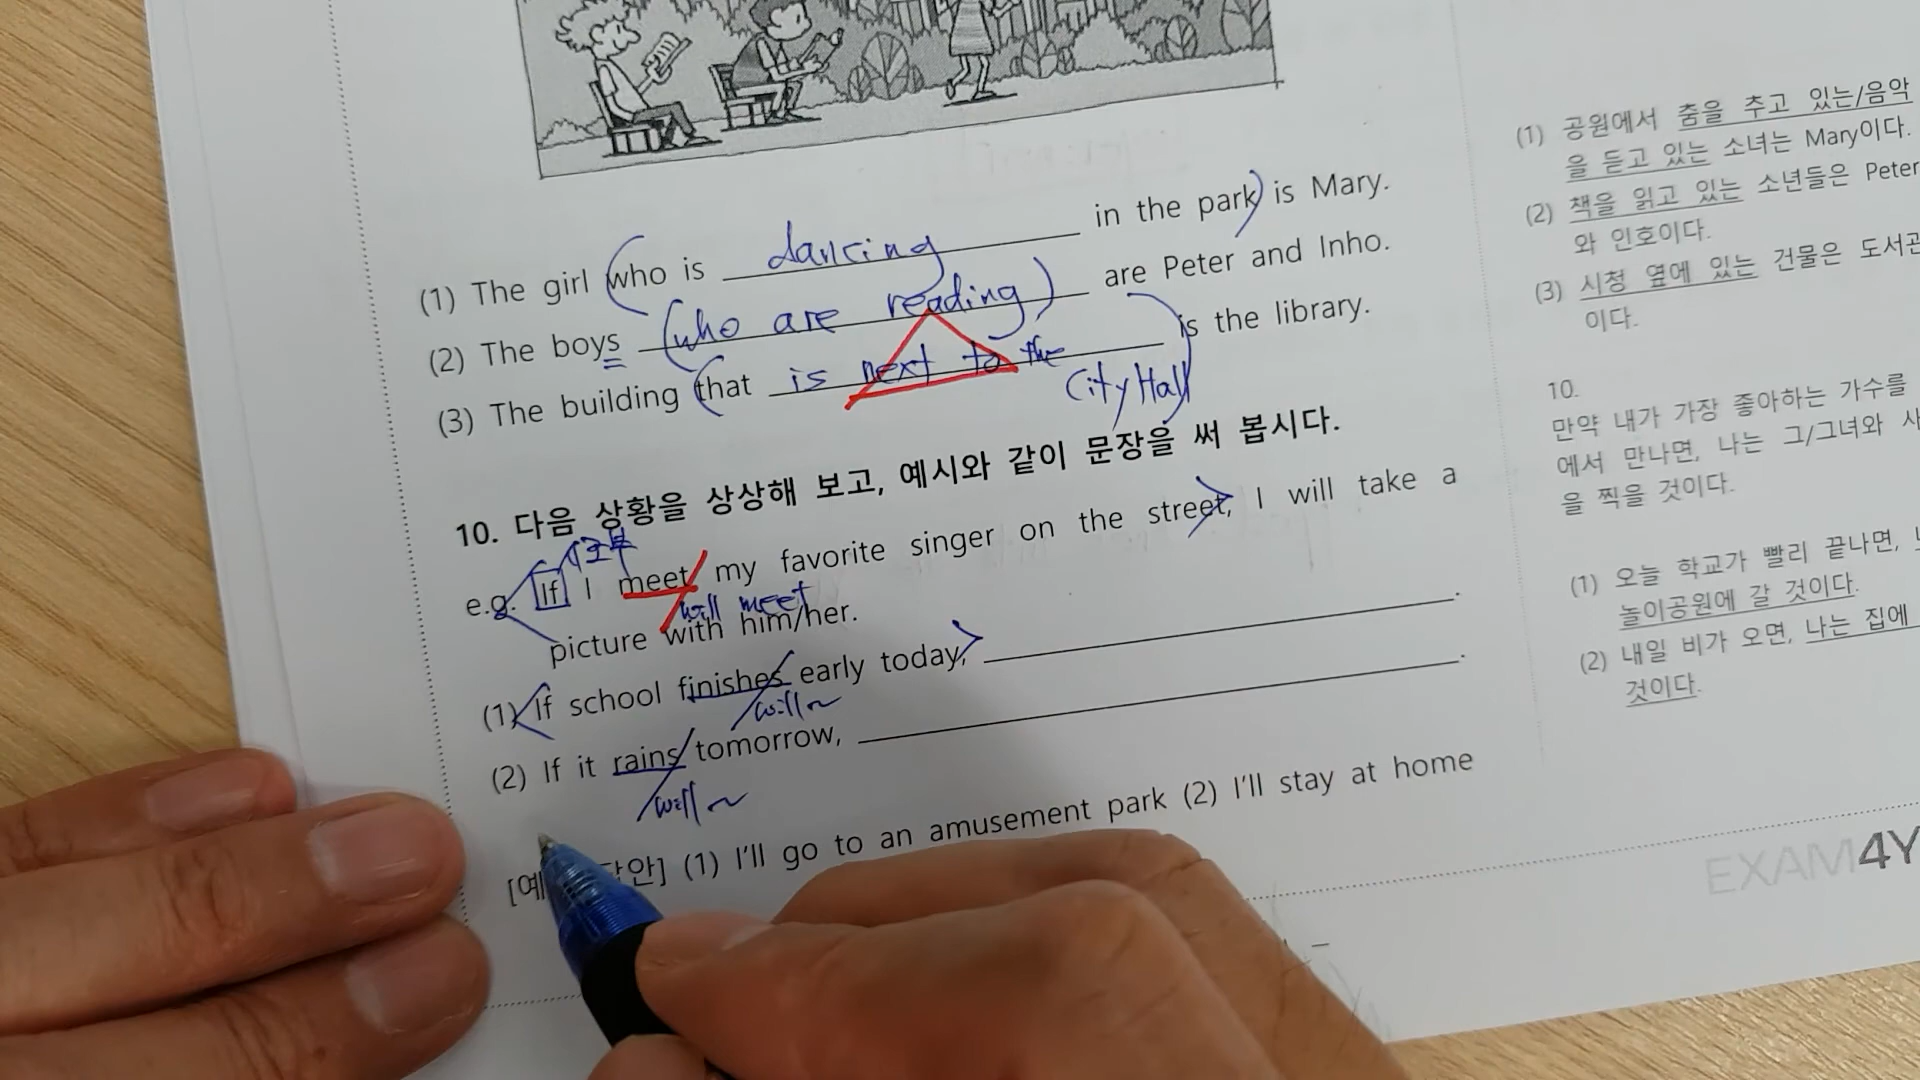 (1) The girl who is dancing in the park) is Mary.
(2) The boys (who are reading) are Peter and Inho.
(3) The building (that is next to the City Hall is the library.
10. 다음 상황을 상상해 보고, 예시와 같이 문장을 써 봅시다.
e.g. If I meet my favorite singer on the street, I will take a
will meet
picture with him/her.
(1) If school finishes early today, .
will~
(2) If it rains tomorrow, .
will~
[예 답안] (1) I'll go to an amusement park (2) I'll stay at home
(1) 공원에서 춤을 추고 있는/음악
을 듣고 있는 소녀는 Mary이다.
(2) 책을 읽고 있는 소년들은 Peter
와 인호이다.
(3) 시청 옆에 있는 건물은 도서관
이다.
10.
만약 내가 가장 좋아하는 가수를
에서 만나면, 나는 그/그녀와
을 찍을 것이다.
(1) 오늘 학교가 빨리 끝나면,
놀이공원에 갈 것이다.
(2) 내일 비가 오면, 나는 집에
것이다.
EXAM4Y